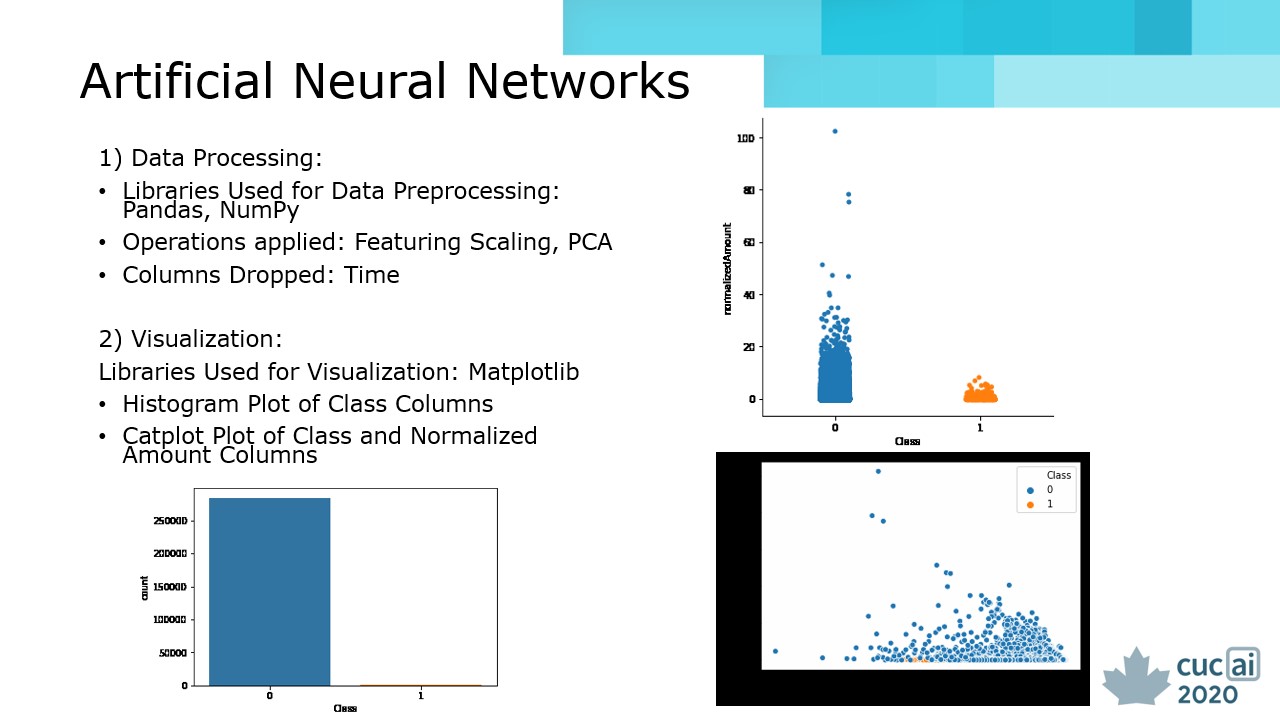 Artificial Neural Networks
1) Data Processing:
• Libraries Used for Data Preprocessing:
Pandas, NumPy
• Operations applied: Featuring Scaling, PCA
• Columns Dropped: Time
2) Visualization:
Libraries Used for Visualization: Matplotlib
• Histogram Plot of Class Columns
• Catplot Plot of Class and Normalized
Amount Columns
250000
200000
150000
100000
50000
0
count
0 1
Class
100
80
60
40
20
0
normalizedAmount
0 1
Class
Class
0
1
cuc ai
2020